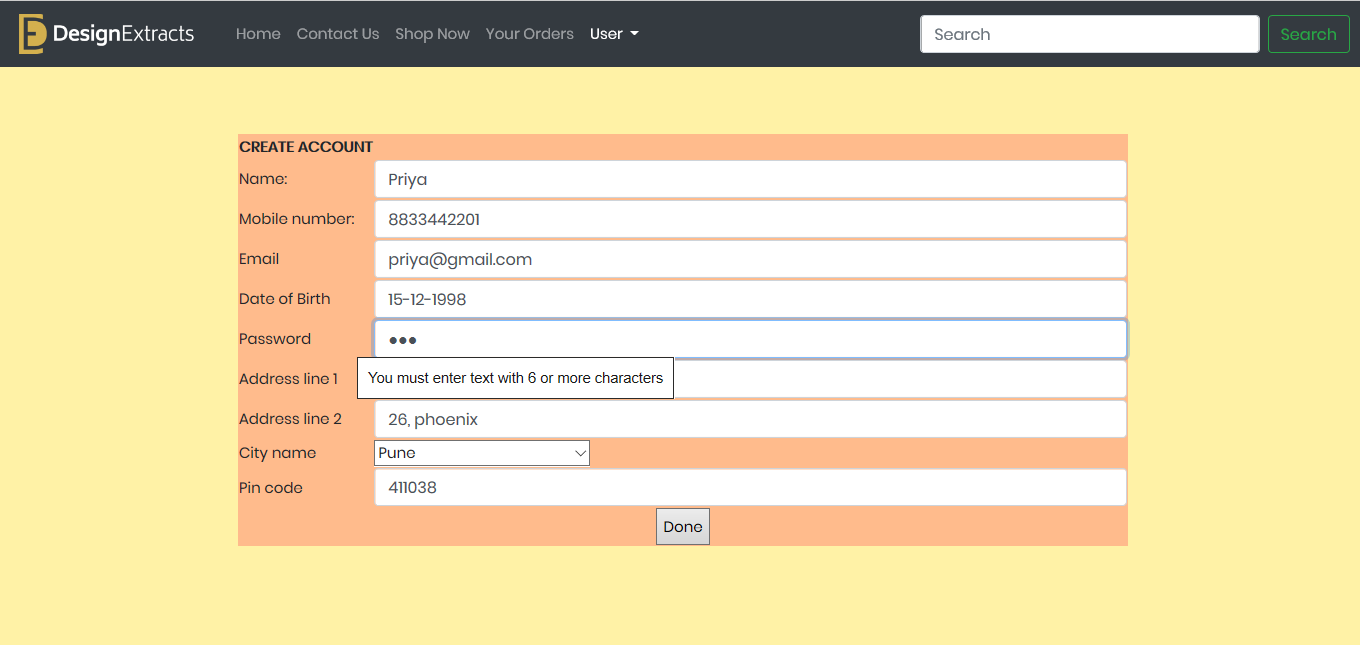 DesignExtracts Home Contact Us Shop Now Your Orders User Search Search
CREATE ACCOUNT
Name: Priya
Mobile number: 8833442201
Email priya@gmail.com
Date of Birth 15-12-1998
Password •••
You must enter text with 6 or more characters
Address line 1
Address line 2 26, phoenix
City name Pune
Pin code 411038
Done